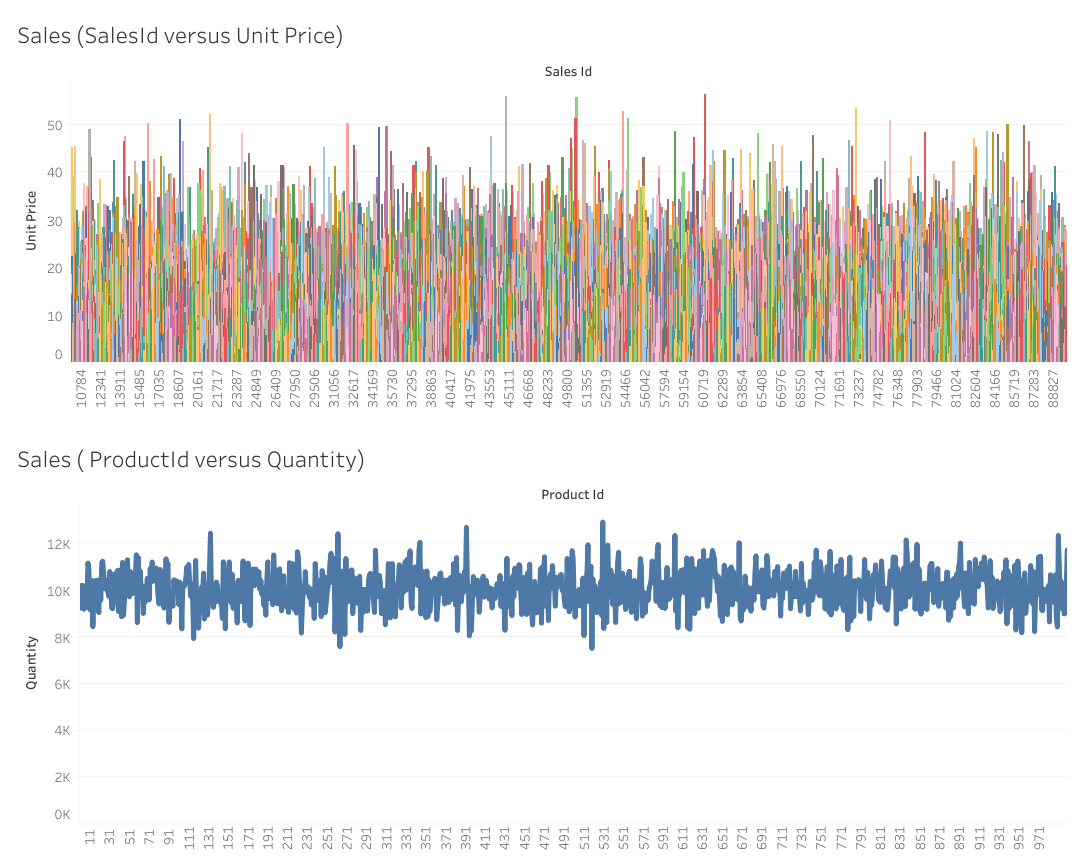 Sales (SalesId versus Unit Price)
Sales Id
50
40
30
20
10
0
Unit Price
10784 12341 13911 15485 17035 18607 20161 21717 23287 24849 26409 27950 29506 31056 32617 34169 35730 37295 38863 40417 41975 43553 45111 46668 48233 49800 51355 52919 54466 56042 57594 59154 60719 62289 63854 65408 66976 68550 70124 71691 73237 74782 76348 77903 79466 81024 82604 84166 85719 87283 88827
Sales ( ProductId versus Quantity)
Product Id
12K
10K
8K
6K
4K
2K
0K
Quantity
11 31 51 71 91 111 131 151 171 191 211 231 251 271 291 311 331 351 371 391 411 431 451 471 491 511 531 551 571 591 611 631 651 671 691 711 731 751 771 791 811 831 851 871 891 911 931 951 971